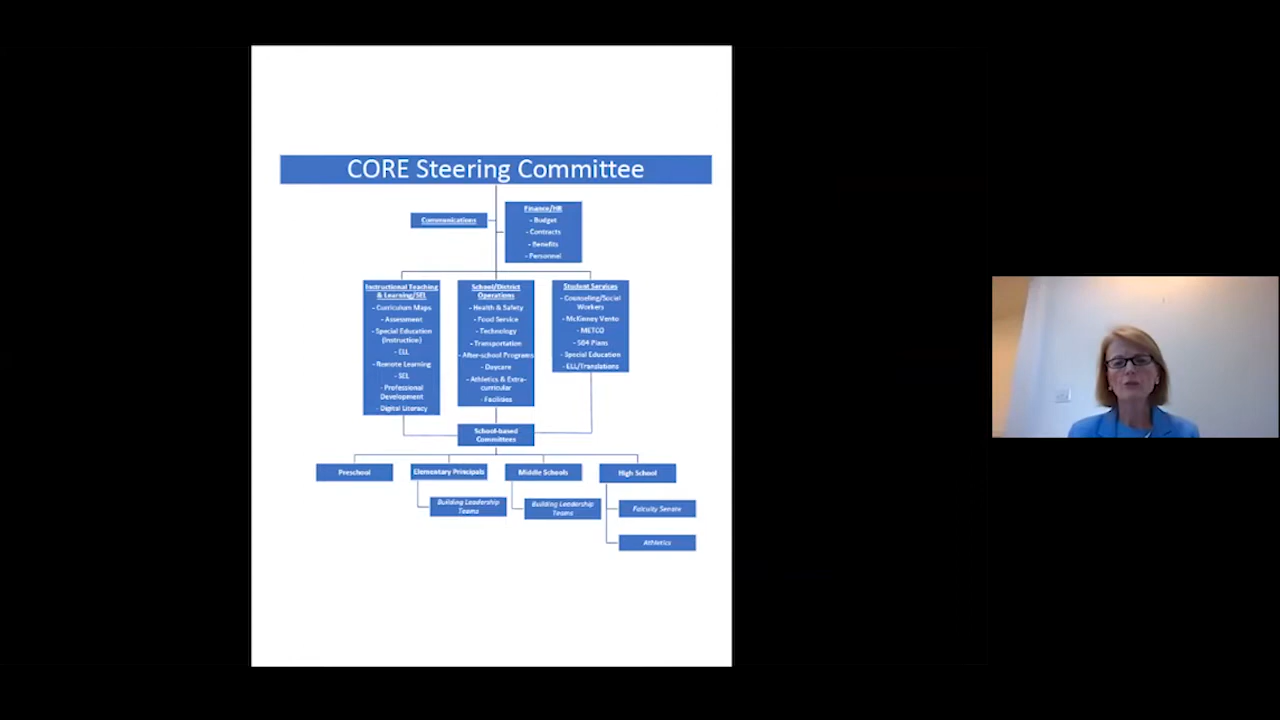 CORE Steering Committee
Communications
Finance/HR
- Budget
- Contracts
- Benefits
- Personnel
Instructional Teaching
& Learning/SEL
- Curriculum Maps
- Assessment
- Special Education
(Instruction)
- ELL
- Remote Learning
- SEL
- Professional
Development
- Digital Literacy
School/District
Operations
- Health & Safety
- Food Service
- Technology
- Transportation
- After-school Programs
- Daycare
- Athletics & Extra-
curricular
- Facilities
Student Services
- Counseling/Social
Workers
- McKinney Vento
- METCO
- 504 Plans
- Special Education
- ELL/Translations
School-based
Committees
Preschool
Elementary Principals
Middle Schools
High School
Building Leadership
Teams
Building Leadership
Teams
Falcuity Senate
Athletics